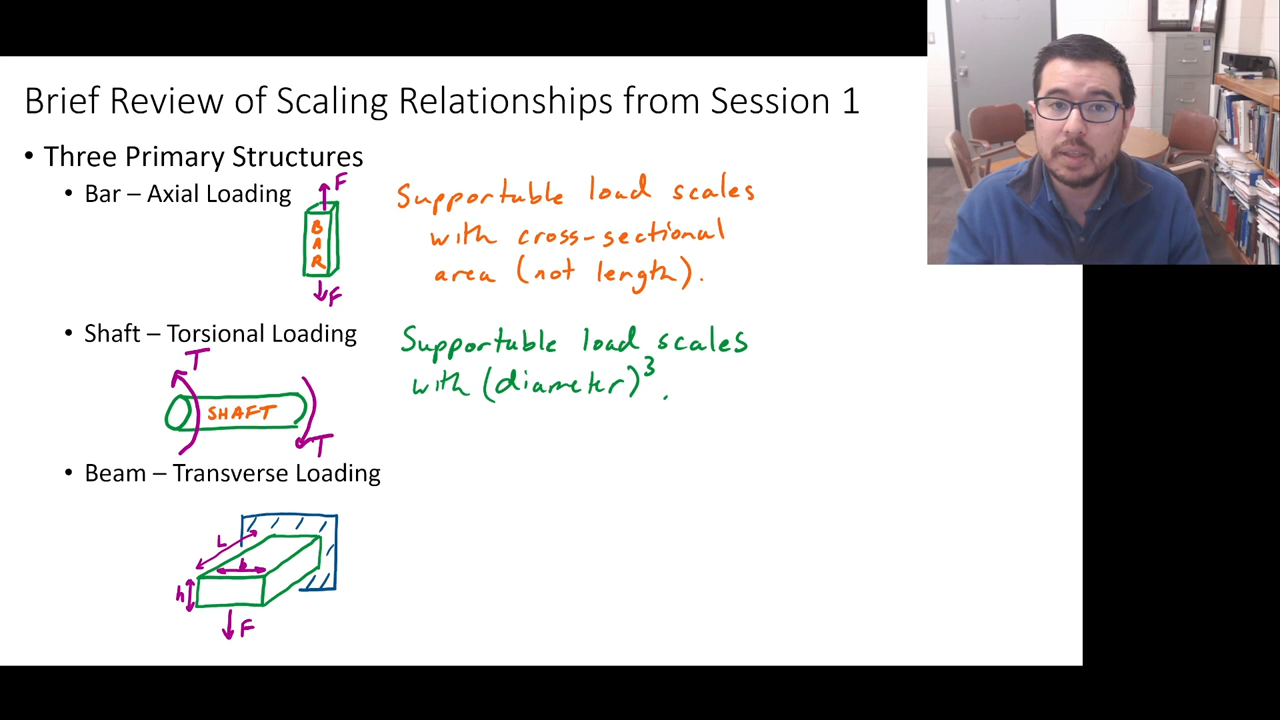 Brief Review of Scaling Relationships from Session 1
• Three Primary Structures
• Bar – Axial Loading
F
BAR
F
Supportable load scales
with cross-sectional
area (not length).
• Shaft – Torsional Loading
T
SHAFT
T
Supportable load scales
with (diameter)³.
• Beam – Transverse Loading
L
b
h
F